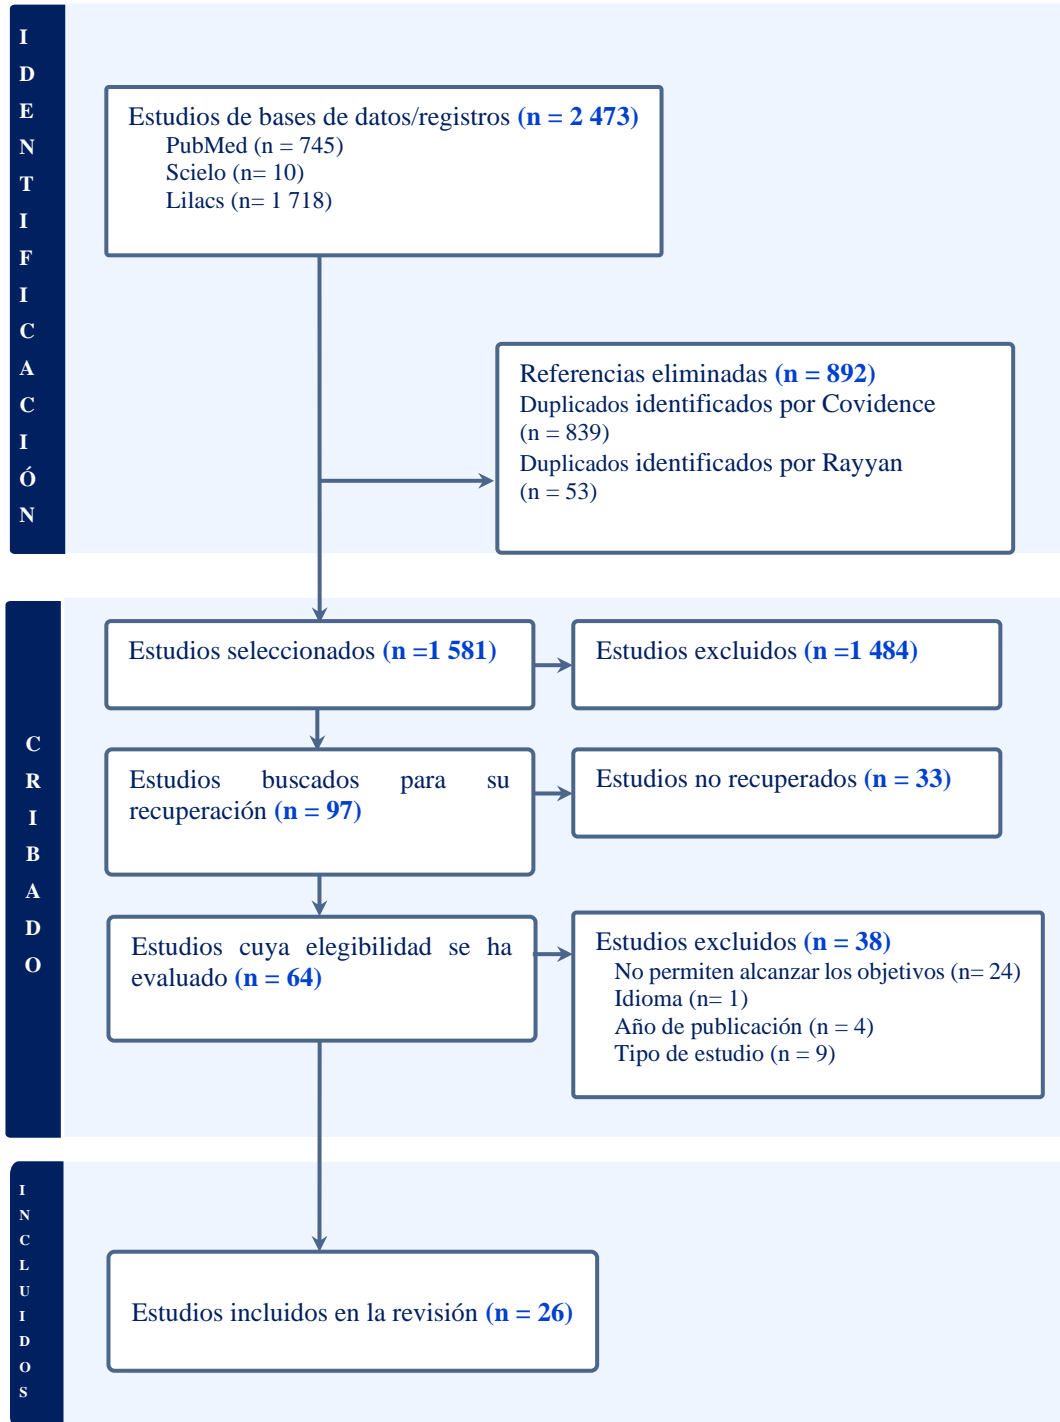 IDENTIFICACIÓN
Estudios de bases de datos/registros (n = 2 473)
PubMed (n = 745)
Scielo (n= 10)
Lilacs (n= 1 718)
Referencias eliminadas (n = 892)
Duplicados identificados por Covidence
(n = 839)
Duplicados identificados por Rayyan
(n = 53)
CRIBADO
Estudios seleccionados (n =1 581)
Estudios excluidos (n =1 484)
Estudios buscados para su
recuperación (n = 97)
Estudios no recuperados (n = 33)
Estudios cuya elegibilidad se ha
evaluado (n = 64)
Estudios excluidos (n = 38)
No permiten alcanzar los objetivos (n= 24)
Idioma (n= 1)
Año de publicación (n = 4)
Tipo de estudio (n = 9)
INCLUIDOS
Estudios incluidos en la revisión (n = 26)